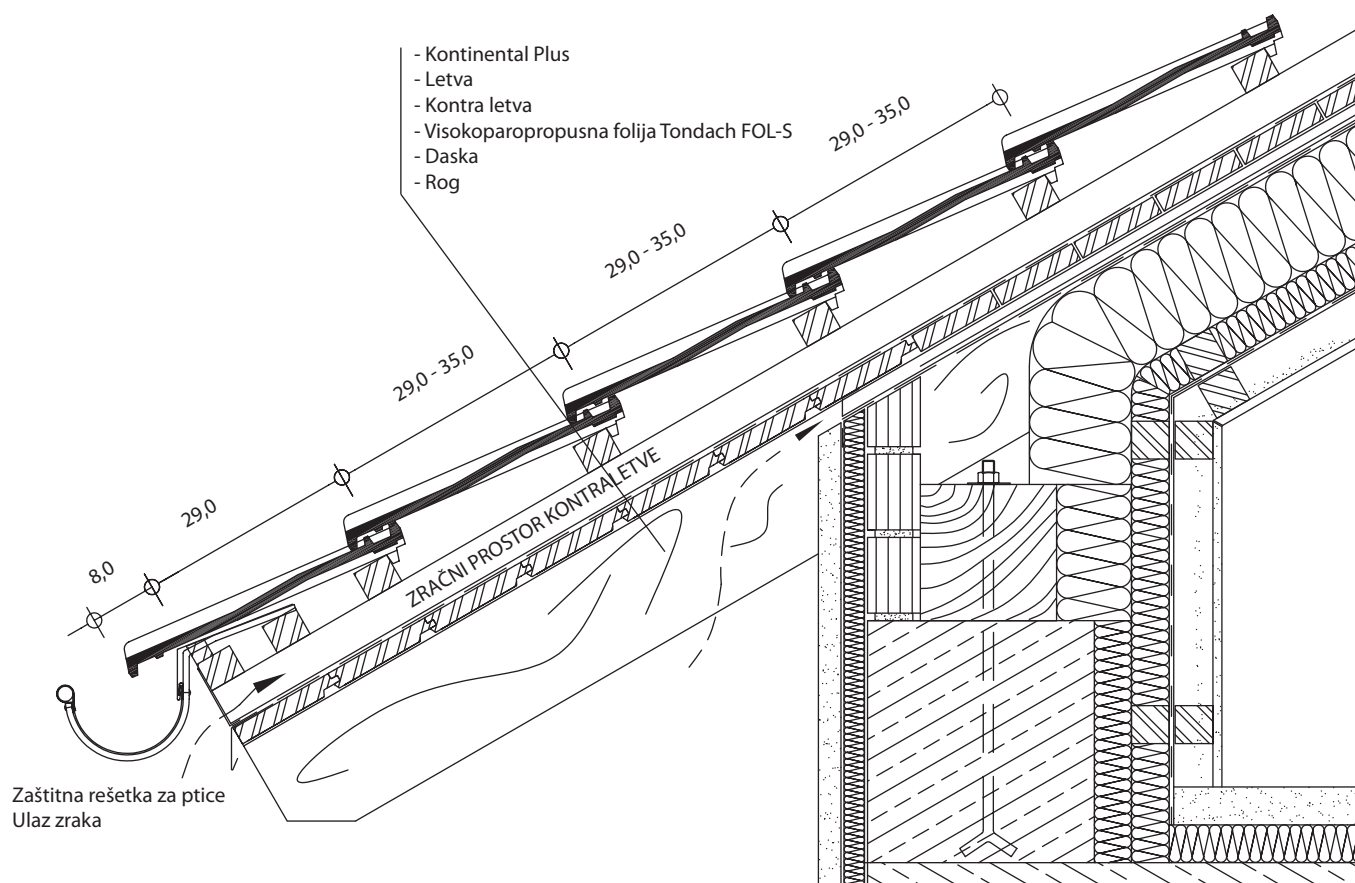 - Kontinental Plus
- Letva
- Kontra letva
- Visokoparopropusna folija Tondach FOL-S
- Daska
- Rog
29,0 - 35,0
29,0 - 35,0
29,0 - 35,0
29,0
8,0
ZRAČNI PROSTOR KONTRALETVE
Zaštitna rešetka za ptice
Ulaz zraka